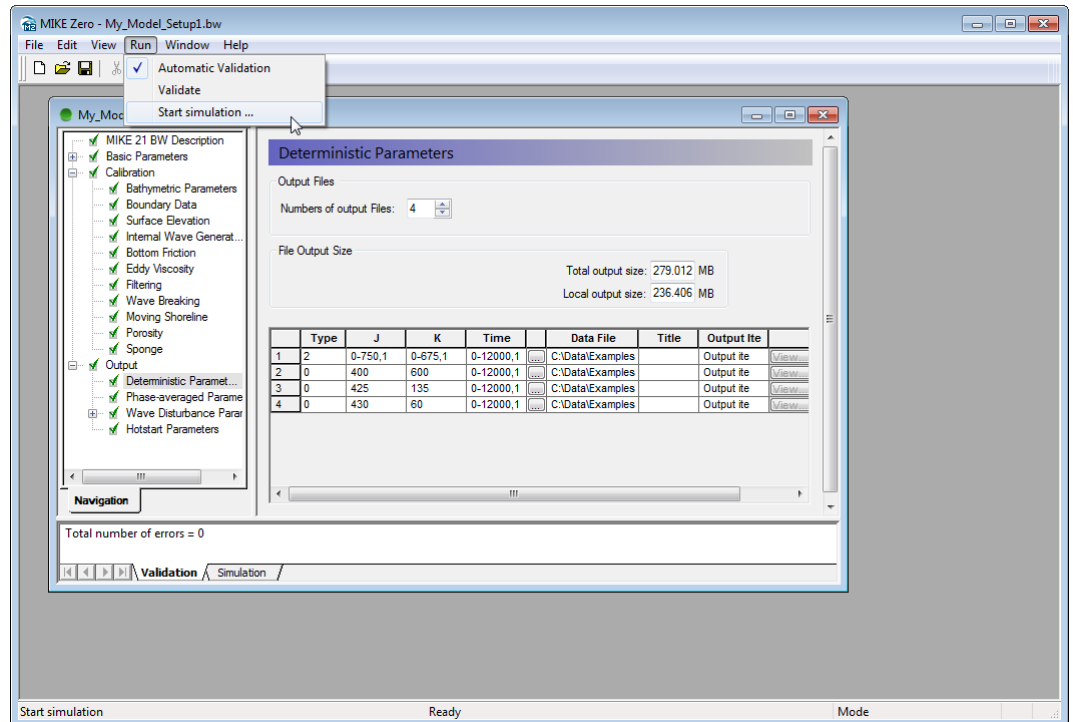 MIKE Zero - My_Model_Setup1.bw
File Edit View Run Window Help
Automatic Validation
Validate
Start simulation ...
My_Mod
MIKE 21 BW Description
Basic Parameters
Calibration
Bathymetric Parameters
Boundary Data
Surface Elevation
Internal Wave Generat...
Bottom Friction
Eddy Viscosity
Filtering
Wave Breaking
Moving Shoreline
Porosity
Sponge
Output
Deterministic Paramet...
Phase-averaged Parame
Wave Disturbance Parar
Hotstart Parameters
Navigation
Deterministic Parameters
Output Files
Numbers of output Files: 4
File Output Size
Total output size: 279.012 MB
Local output size: 236.406 MB
Type J K Time Data File Title Output Ite
1 2 0-750,1 0-675,1 0-12000,1 ... C:\Data\Examples Output ite View...
2 0 400 600 0-12000,1 ... C:\Data\Examples Output ite View...
3 0 425 135 0-12000,1 ... C:\Data\Examples Output ite View...
4 0 430 60 0-12000,1 ... C:\Data\Examples Output ite View...
Total number of errors = 0
Validation Simulation
Start simulation Ready Mode